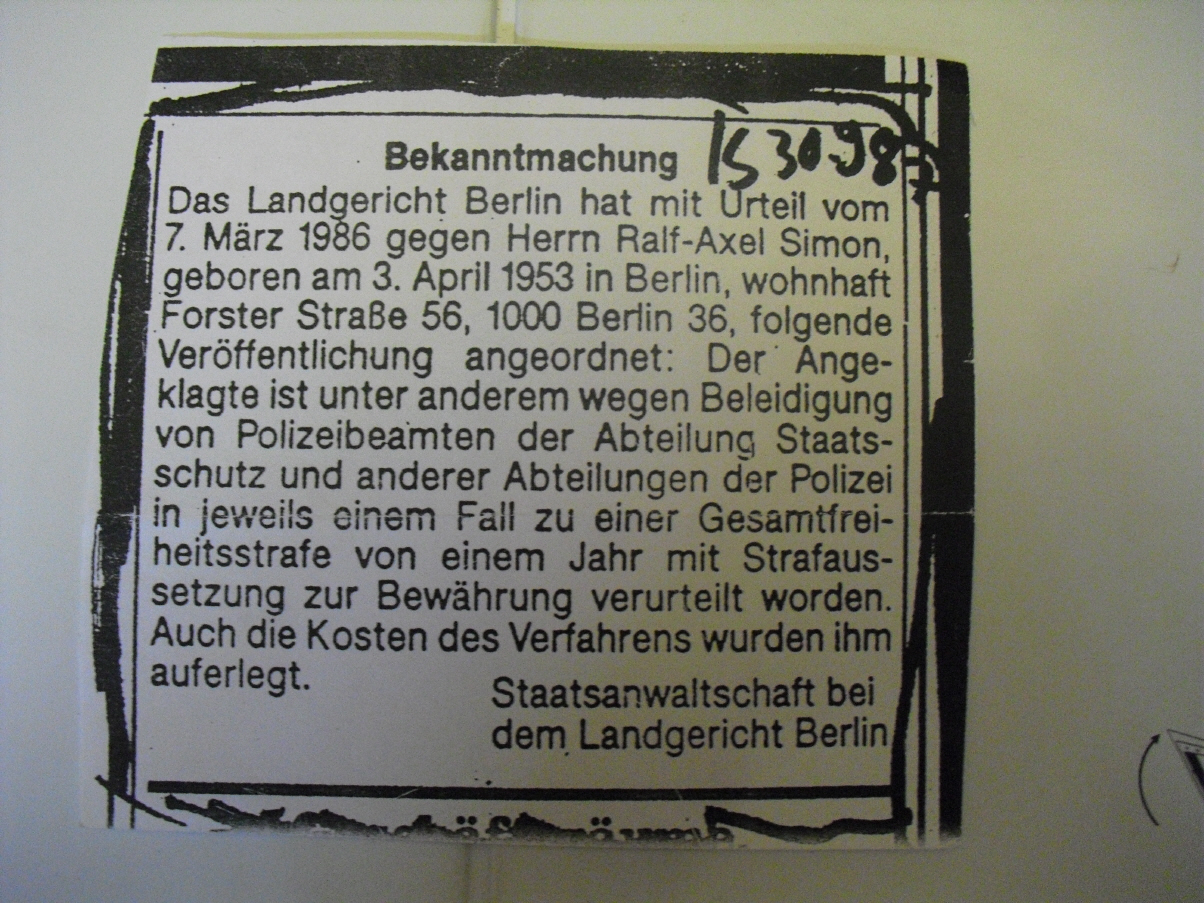 Bekanntmachung
Das Landgericht Berlin hat mit Urteil vom
7. März 1986 gegen Herrn Ralf-Axel Simon,
geboren am 3. April 1953 in Berlin, wohnhaft
Forster Straße 56, 1000 Berlin 36, folgende
Veröffentlichung angeordnet: Der Ange-
klagte ist unter anderem wegen Beleidigung
von Polizeibeamten der Abteilung Staats-
schutz und anderer Abteilungen der Polizei
in jeweils einem Fall zu einer Gesamtfrei-
heitsstrafe von einem Jahr mit Strafaus-
setzung zur Bewährung verurteilt worden.
Auch die Kosten des Verfahrens wurden ihm
auferlegt.
Staatsanwaltschaft bei
dem Landgericht Berlin